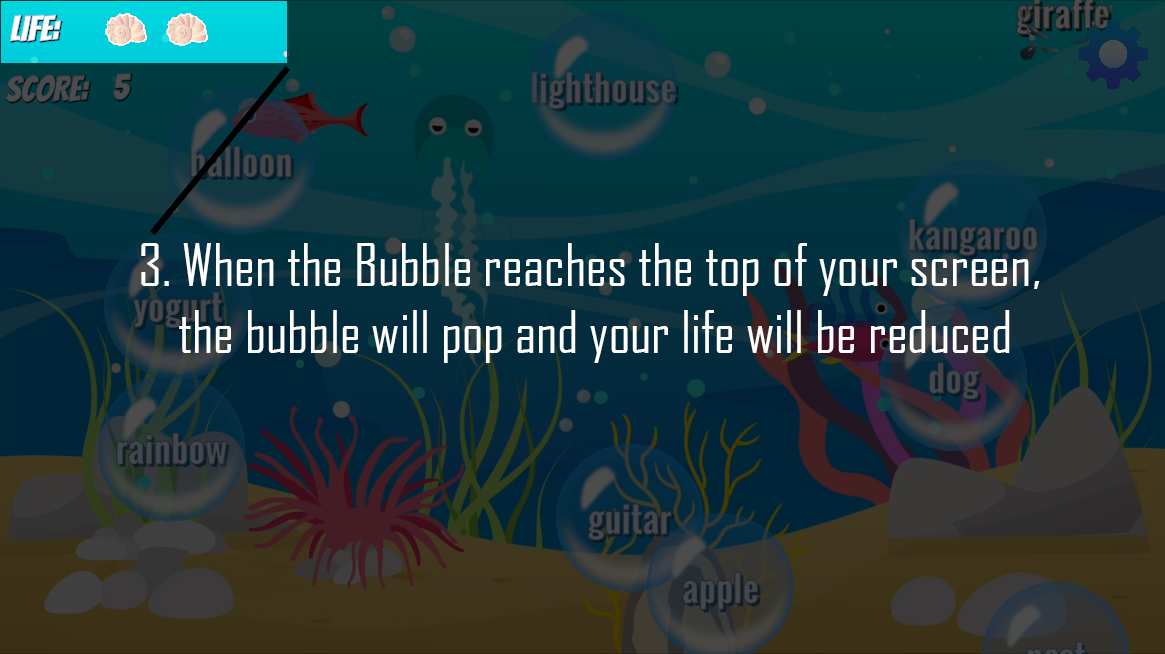 LIFE:
SCORE: 5
giraffe
lighthouse
balloon
kangaroo
3. When the Bubble reaches the top of your screen,
the bubble will pop and your life will be reduced
yogurt
dog
rainbow
guitar
apple